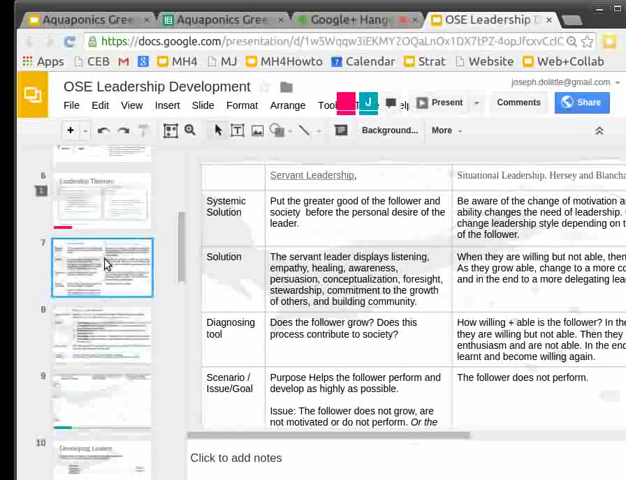 Aquaponics Gree
Aquaponics Gree
Google+ Hang
OSE Leadership D
https://docs.google.com/presentation/d/1w5Wqqw3iEKMY2OQaLnOx1DX7tPZ-4opJfcxvCclC
Apps
CEB
MH4
MJ
MH4Howto
Calendar
Strat
Website
Web+Collab
OSE Leadership Development
joseph.dolittle@gmail.com
File Edit View Insert Slide Format Arrange Tool
elp
J
Present
Comments
Share
Background...
More
Servant Leadership,
Situational Leadership. Hersey and Blancha
Systemic
Solution
Put the greater good of the follower and
society before the personal desire of the
leader.
Be aware of the change of motivation a
ability changes the need of leadership.
change leadership style depending on t
of the follower.
Solution
The servant leader displays listening,
empathy, healing, awareness,
persuasion, conceptualization, foresight,
stewardship, commitment to the growth
of others, and building community.
When they are willing but not able, then
As they grow able, change to a more co
and in the end to a more delegating lea
Diagnosing
tool
Does the follower grow? Does this
process contribute to society?
How willing + able is the follower? In the
they are willing but not able. Then they
enthusiasm and are not able. In the end
learnt and become willing again.
Scenario /
Issue/Goal
Purpose Helps the follower perform and
develop as highly as possible.
Issue: The follower does not grow, are
not motivated or do not perform. Or the
The follower does not perform.
6
1
Leadership Theories
7
8
9
10
Developing Leaders
Click to add notes